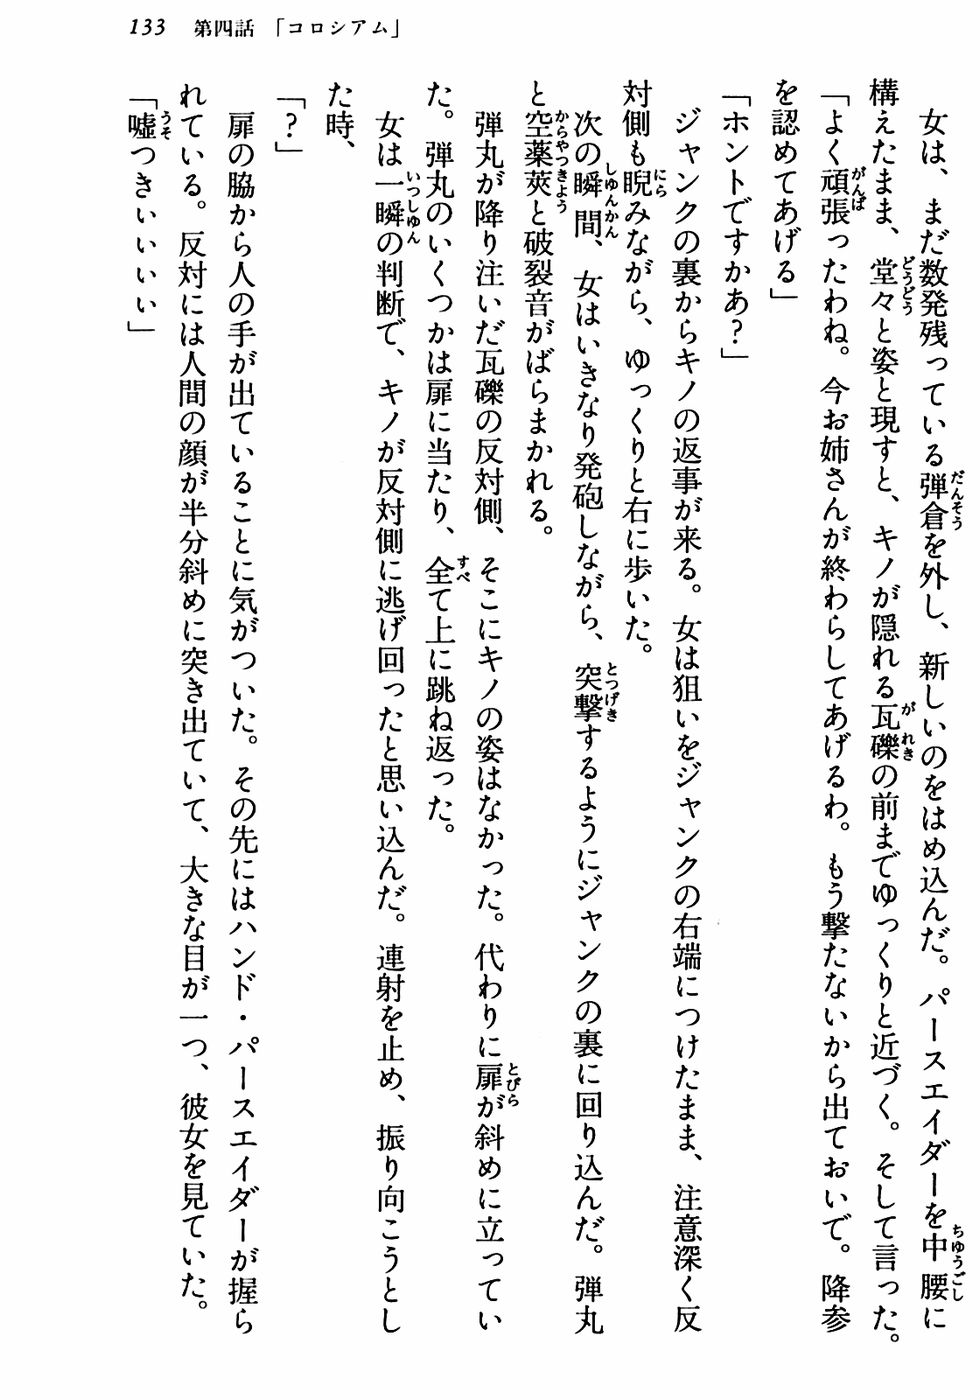 133 第四話 「コロシアム」
女は、まだ数発残っている弾倉を外し、新しいのをはめ込んだ。パースエイダーを中腰に
構えたまま、堂々と姿と現すと、キノが隠れる瓦礫の前までゆっくりと近づく。そして言った。
「よく頑張ったわね。今お姉さんが終わらしてあげるわ。もう撃たないから出ておいで。降参
を認めてあげる」
「ホントですかあ?」
ジャンクの裏からキノの返事が来る。女は狙いをジャンクの右端につけたまま、注意深く反
対側も睨みながら、ゆっくりと右に歩いた。
次の瞬間、女はいきなり発砲しながら、突撃するようにジャンクの裏に回り込んだ。弾丸
と空薬莢と破裂音がばらまかれる。
弾丸が降り注いだ瓦礫の反対側、そこにキノの姿はなかった。代わりに扉が斜めに立ってい
た。弾丸のいくつかは扉に当たり、全て上に跳ね返った。
女は一瞬の判断で、キノが反対側に逃げ回ったと思い込んだ。連射を止め、振り向こうとし
た時、
「?」
扉の脇から人の手が出ていることに気がついた。その先にはハンド・パースエイダーが握ら
れている。反対には人間の顔が半分斜めに突き出ていて、大きな目が一つ、彼女を見ていた。
「嘘つきぃぃぃぃ」